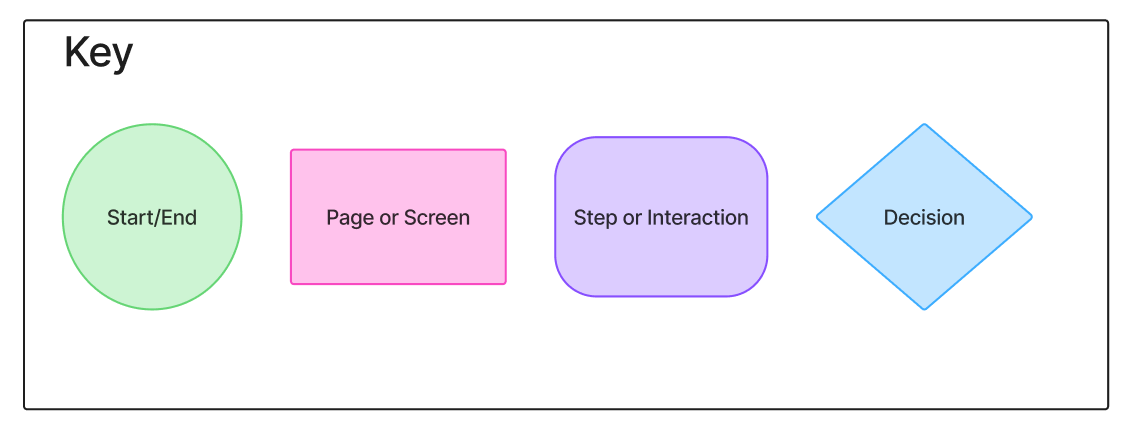 Key
Start/End
Page or Screen
Step or Interaction
Decision